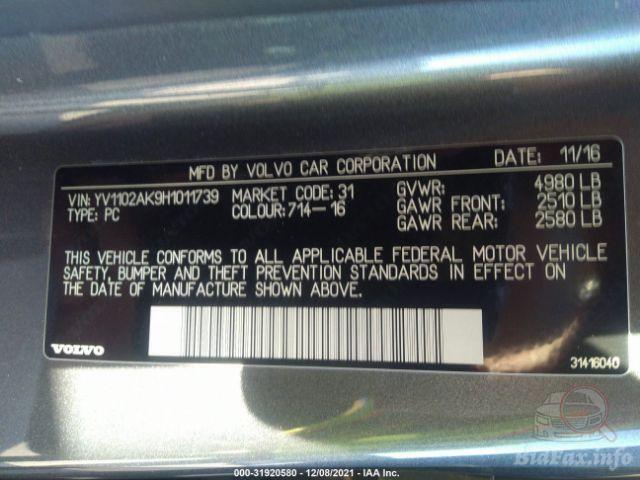 MFD BY VOLVO CAR CORPORATION DATE: 11/16
VIN: YV1102AK9H1011739 MARKET CODE: 31 GVWR: 4980 LB
TYPE: PC COLOUR: 714-16 GAWR FRONT: 2510 LB
GAWR REAR: 2580 LB
THIS VEHICLE CONFORMS TO ALL APPLICABLE FEDERAL MOTOR VEHICLE
SAFETY, BUMPER AND THEFT PREVENTION STANDARDS IN EFFECT ON
THE DATE OF MANUFACTURE SHOWN ABOVE.
VOLVO 31416040
BidFax.info
000-31920580 - 12/08/2021 - IAA Inc.